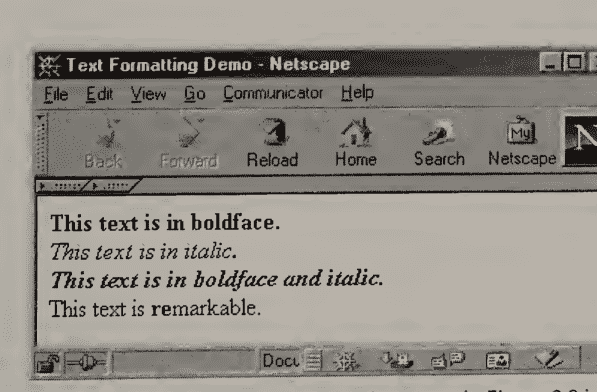 Text Formatting Demo - Netscape
File Edit View Go Communicator Help
Back Forward Reload Home Search Netscape
My
N
This text is in boldface.
This text is in italic.
This text is in boldface and italic.
This text is remarkable.
Docu